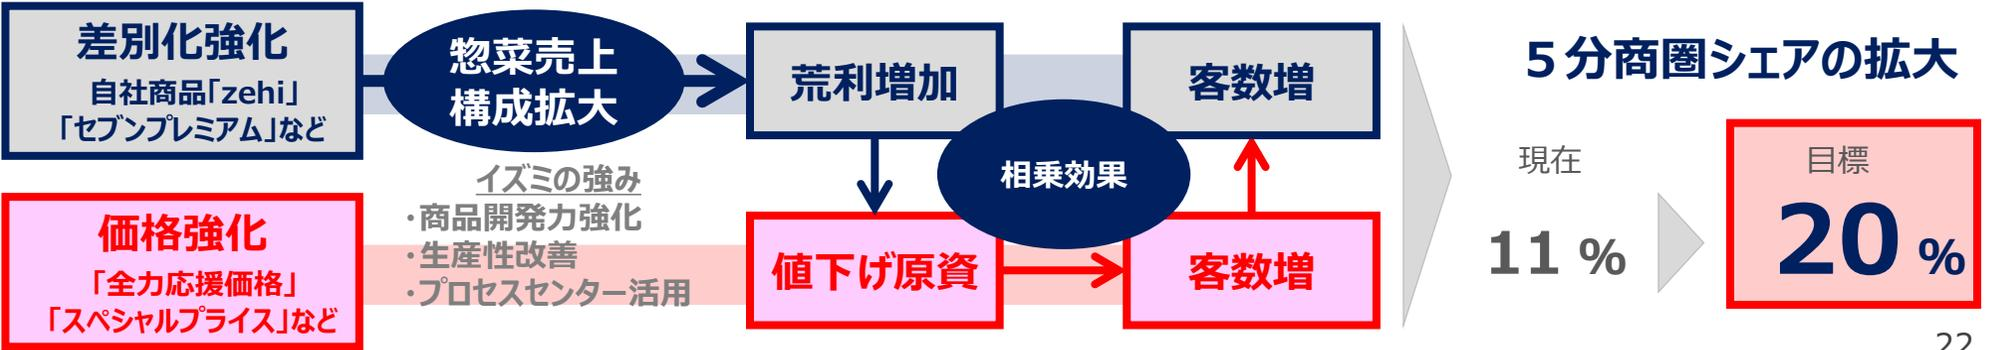 差別化強化
自社商品｢zehi｣
｢セブンプレミアム｣など
惣菜売上
構成拡大
荒利増加
客数増
相乗効果
イズミの強み
・商品開発力強化
・生産性改善
・プロセスセンター活用
価格強化
｢全力応援価格｣
｢スペシャルプライス｣など
値下げ原資
客数増
５分商圏シェアの拡大
現在
11 %
目標
20 %
22